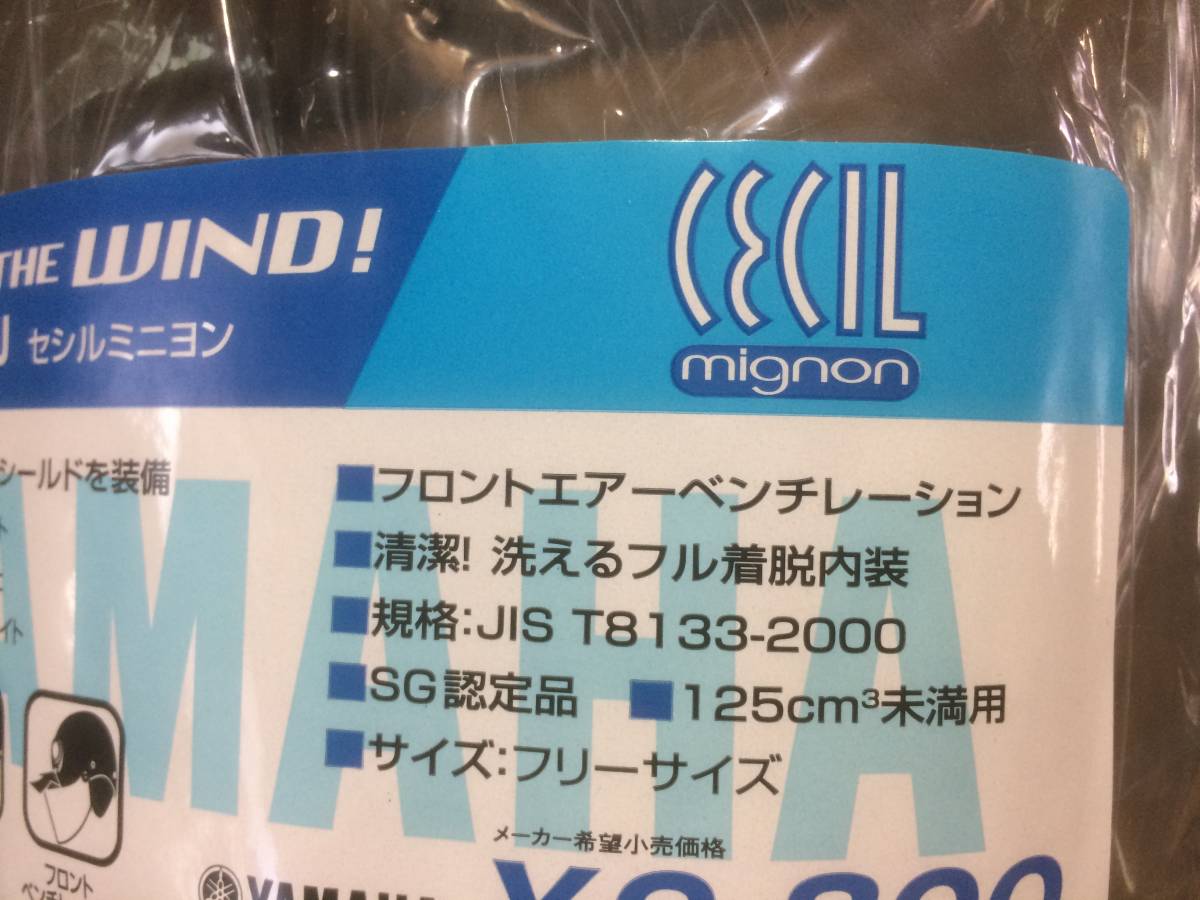 THE WIND!
セシルミニヨン
CECIL
mignon
シールドを装備
■フロントエアーベンチレーション
■清潔! 洗えるフル着脱内装
■規格:JIS T8133-2000
■SG認定品 ■125cm³未満用
■サイズ:フリーサイズ
YAMAHA
イト
メーカー希望小売価格
フロント
YAMAHA